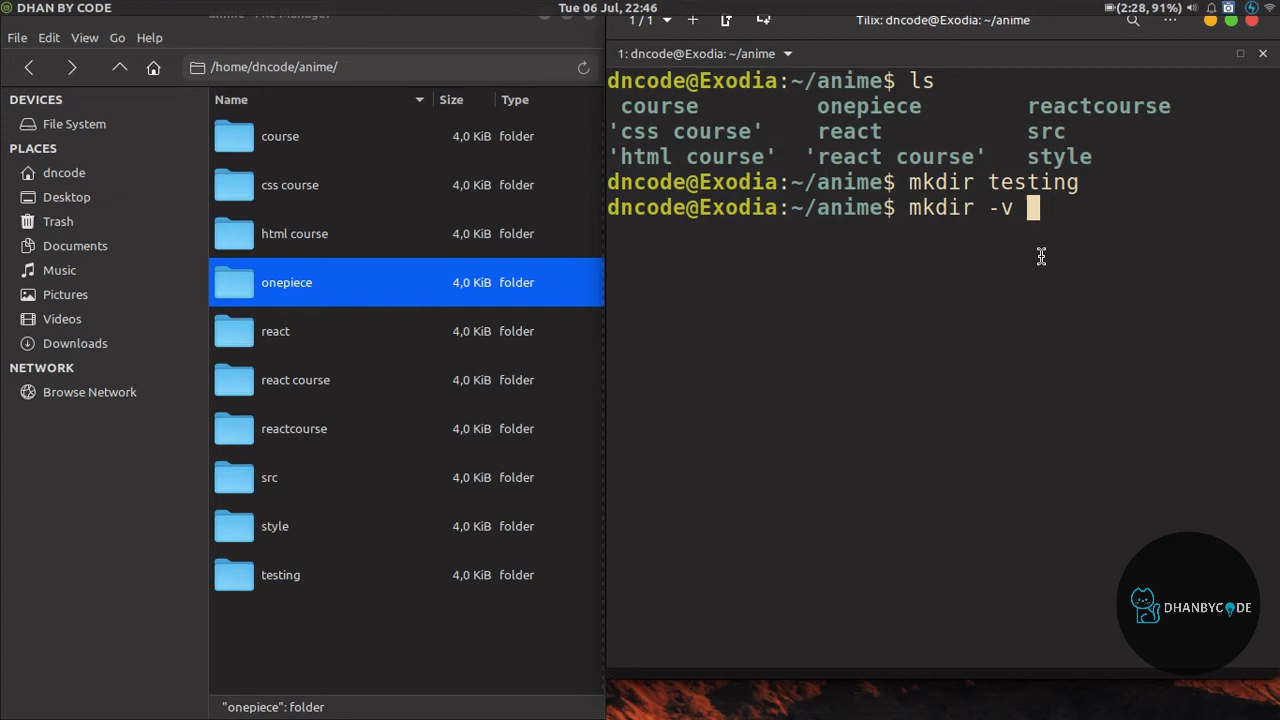 DHAN BY CODE
Tue 06 Jul, 22:46
(2:28, 91%)
File Edit View Go Help
/home/dncode/anime/
DEVICES
File System
PLACES
dncode
Desktop
Trash
Documents
Music
Pictures
Videos
Downloads
NETWORK
Browse Network
Name Size Type
course 4,0 KiB folder
css course 4,0 KiB folder
html course 4,0 KiB folder
onepiece 4,0 KiB folder
react 4,0 KiB folder
react course 4,0 KiB folder
reactcourse 4,0 KiB folder
src 4,0 KiB folder
style 4,0 KiB folder
testing 4,0 KiB folder
"onepiece": folder
1 / 1
Tilix: dncode@Exodia: ~/anime
1: dncode@Exodia: ~/anime
dncode@Exodia:~/anime$ ls
course onepiece reactcourse
'css course' react src
'html course' 'react course' style
dncode@Exodia:~/anime$ mkdir testing
dncode@Exodia:~/anime$ mkdir -v
DHANBYCODE